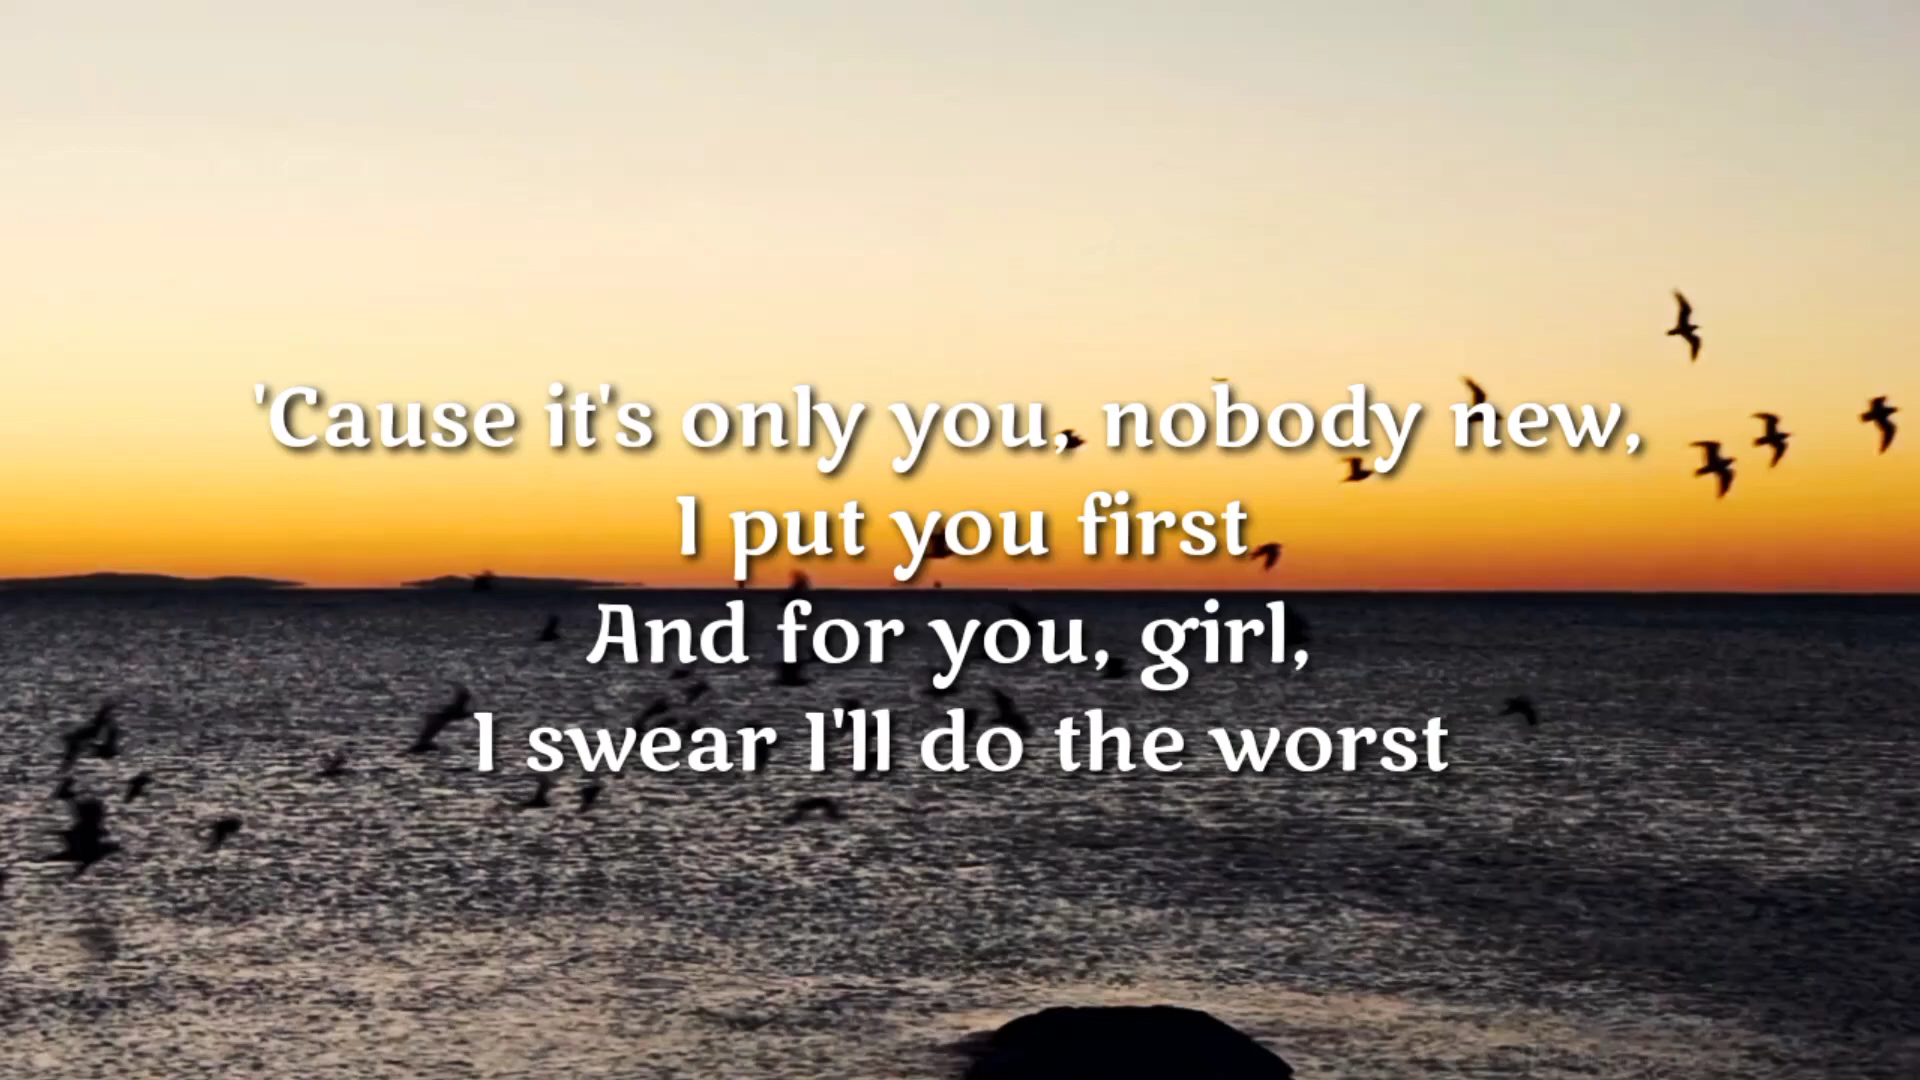 'Cause it's only you, nobody new,
I put you first
And for you, girl,
I swear I'll do the worst